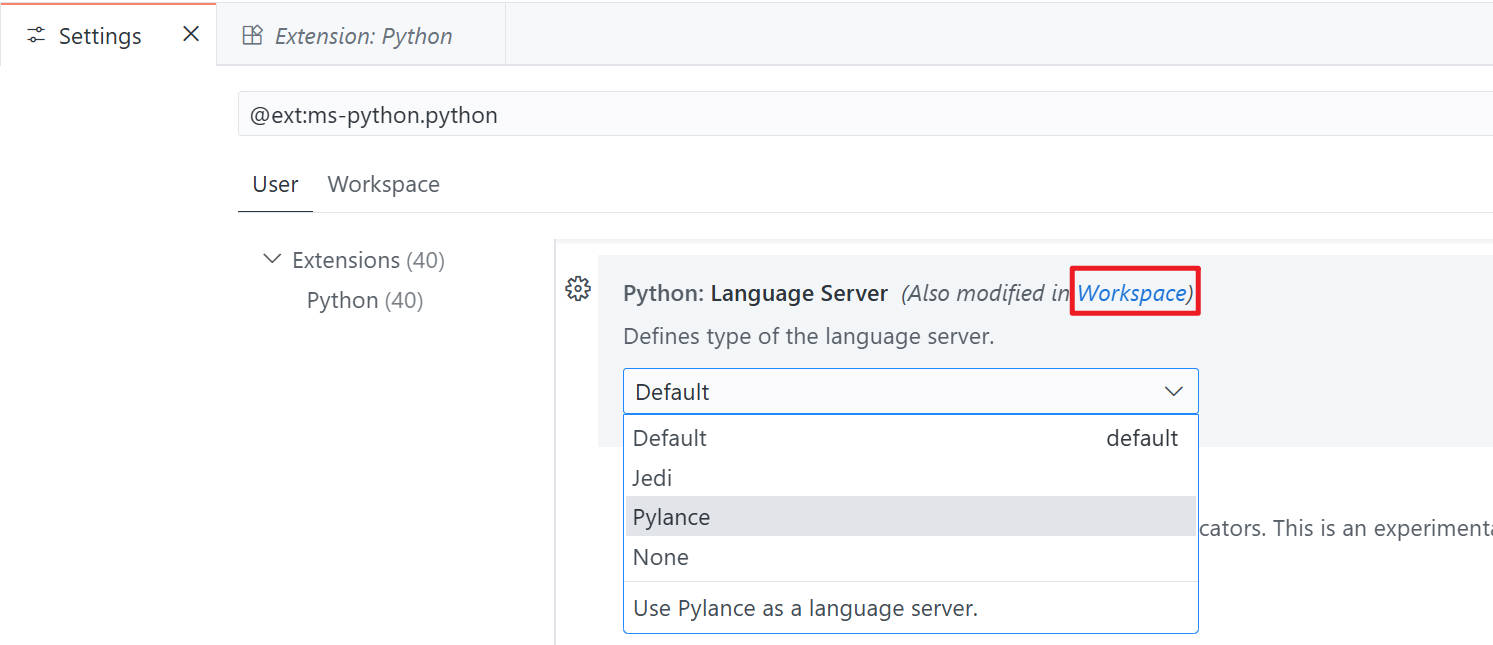 Settings
Extension: Python
@ext:ms-python.python
User Workspace
Extensions (40)
Python (40)
Python: Language Server (Also modified in Workspace)
Defines type of the language server.
Default
Default default
Jedi
Pylance
None
Use Pylance as a language server.
cators. This is an